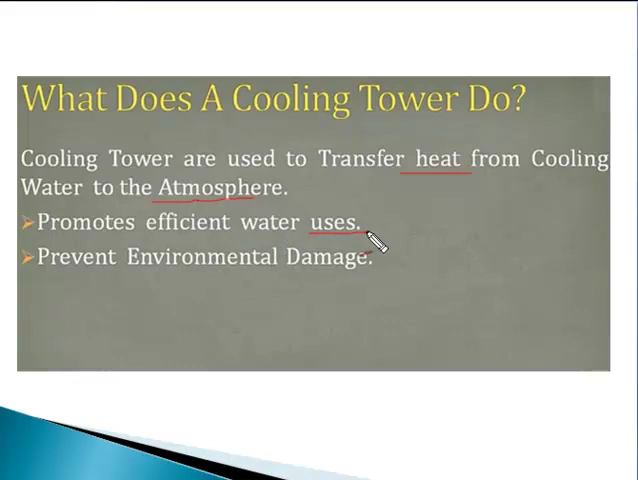 What Does A Cooling Tower Do?
Cooling Tower are used to Transfer heat from Cooling
Water to the Atmosphere.
Promotes efficient water uses.
Prevent Environmental Damage.